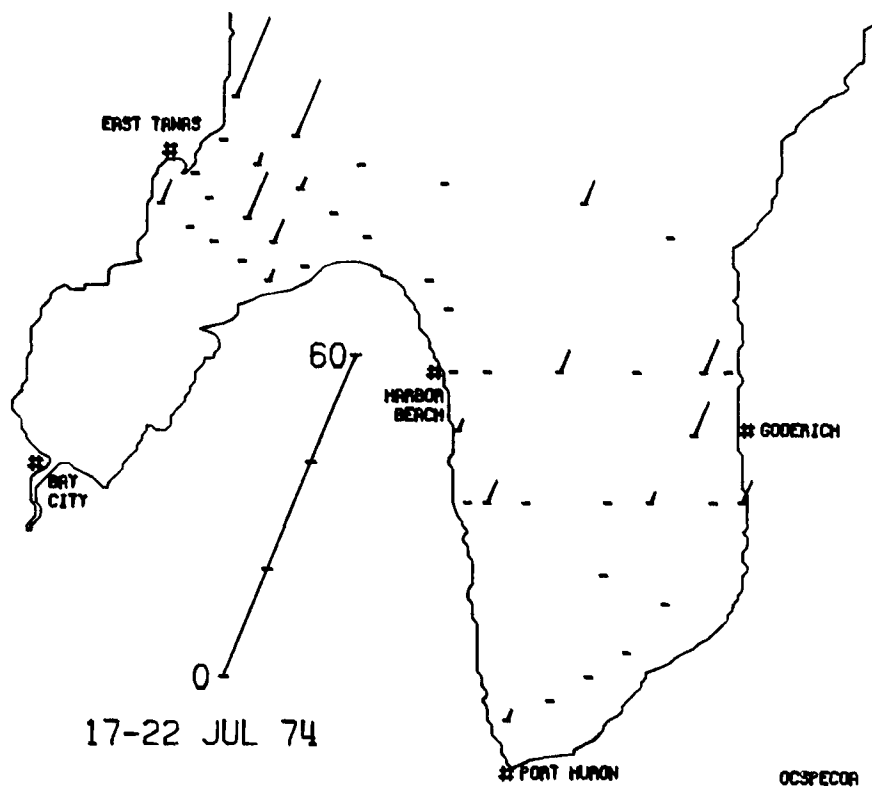 EAST TAWAS
#
60
#
HARBOR
BEACH
# GODERICH
#
BAY
CITY
0
17-22 JUL 74
# PORT HURON
OCSPECOR